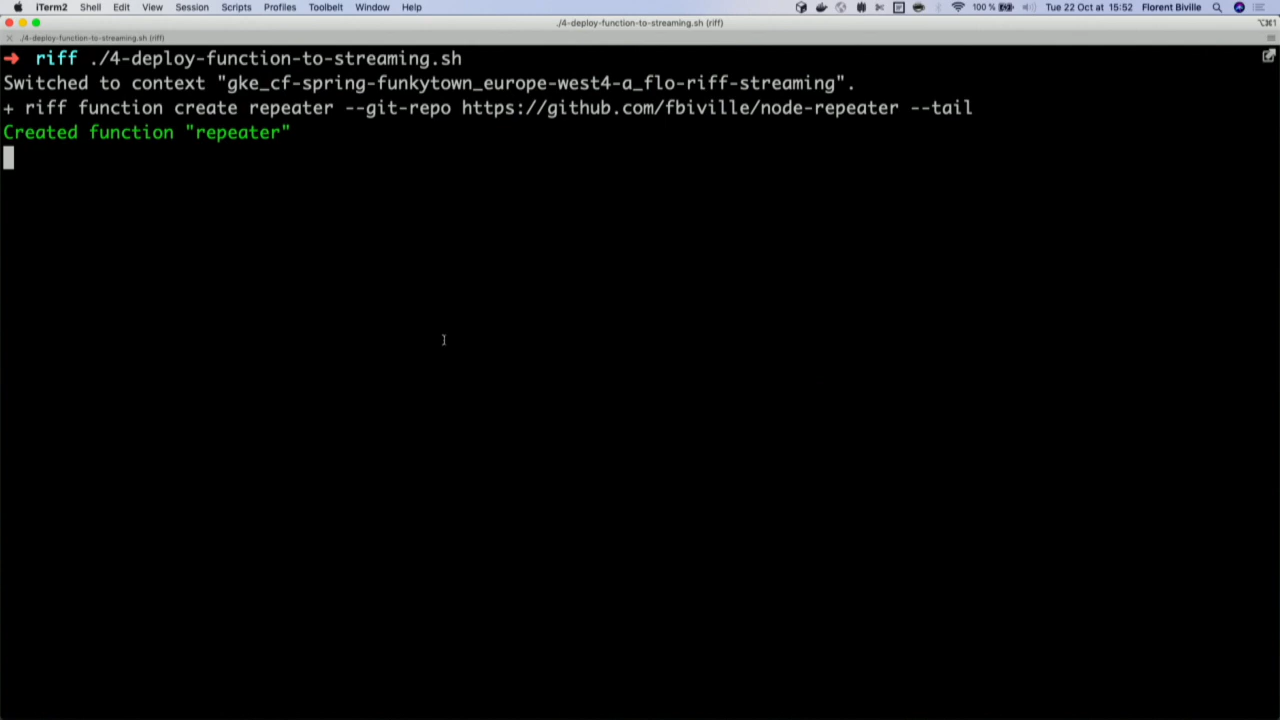 iTerm2 Shell Edit View Session Scripts Profiles Toolbelt Window Help 100 % Tue 22 Oct at 15:52 Florent Biville
./4-deploy-function-to-streaming.sh (riff) ⌥⌘1
./4-deploy-function-to-streaming.sh (riff)
➜ riff ./4-deploy-function-to-streaming.sh
Switched to context "gke_cf-spring-funkytown_europe-west4-a_flo-riff-streaming".
+ riff function create repeater --git-repo https://github.com/fbiville/node-repeater --tail
Created function "repeater"